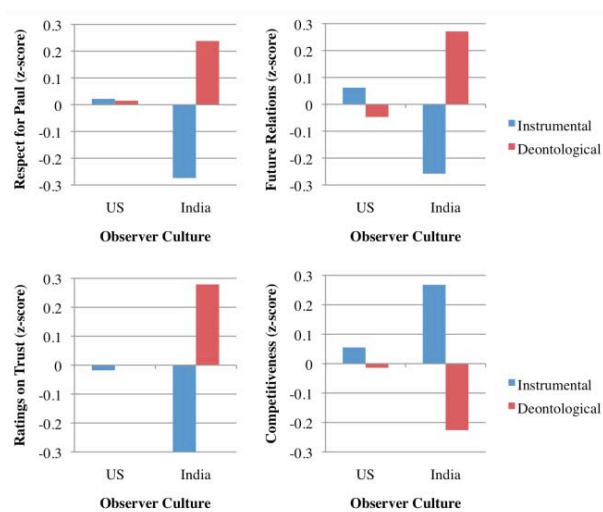 Respect for Paul (z-score)
0.3
0.2
0.1
0
-0.1
-0.2
-0.3
US India
Observer Culture
Future Relations (z-score)
0.3
0.2
0.1
0
-0.1
-0.2
-0.3
US India
Observer Culture
Instrumental
Deontological
Ratings on Trust (z-score)
0.3
0.2
0.1
0
-0.1
-0.2
-0.3
US India
Observer Culture
Competitiveness (z-score)
0.3
0.2
0.1
0
-0.1
-0.2
-0.3
US India
Observer Culture
Instrumental
Deontological